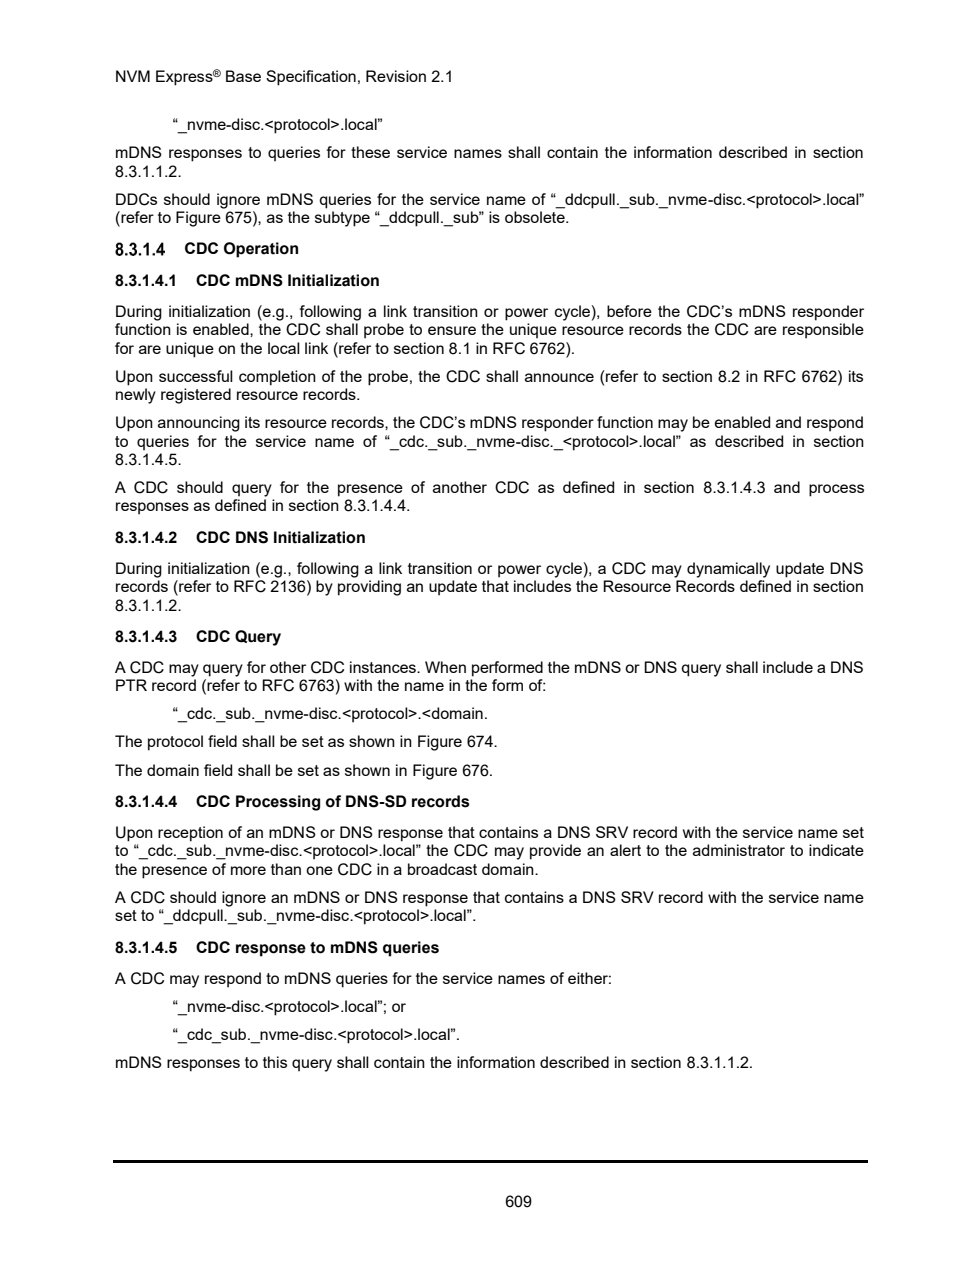 NVM Express® Base Specification, Revision 2.1
“_nvme-disc.<protocol>.local”
mDNS responses to queries for these service names shall contain the information described in section
8.3.1.1.2.
DDCs should ignore mDNS queries for the service name of “_ddcpull._sub._nvme-disc.<protocol>.local”
(refer to Figure 675), as the subtype “_ddcpull._sub” is obsolete.
8.3.1.4 CDC Operation
8.3.1.4.1 CDC mDNS Initialization
During initialization (e.g., following a link transition or power cycle), before the CDC’s mDNS responder
function is enabled, the CDC shall probe to ensure the unique resource records the CDC are responsible
for are unique on the local link (refer to section 8.1 in RFC 6762).
Upon successful completion of the probe, the CDC shall announce (refer to section 8.2 in RFC 6762) its
newly registered resource records.
Upon announcing its resource records, the CDC’s mDNS responder function may be enabled and respond
to queries for the service name of “_cdc._sub._nvme-disc._<protocol>.local” as described in section
8.3.1.4.5.
A CDC should query for the presence of another CDC as defined in section 8.3.1.4.3 and process
responses as defined in section 8.3.1.4.4.
8.3.1.4.2 CDC DNS Initialization
During initialization (e.g., following a link transition or power cycle), a CDC may dynamically update DNS
records (refer to RFC 2136) by providing an update that includes the Resource Records defined in section
8.3.1.1.2.
8.3.1.4.3 CDC Query
A CDC may query for other CDC instances. When performed the mDNS or DNS query shall include a DNS
PTR record (refer to RFC 6763) with the name in the form of:
“_cdc._sub._nvme-disc.<protocol>.<domain.
The protocol field shall be set as shown in Figure 674.
The domain field shall be set as shown in Figure 676.
8.3.1.4.4 CDC Processing of DNS-SD records
Upon reception of an mDNS or DNS response that contains a DNS SRV record with the service name set
to “_cdc._sub._nvme-disc.<protocol>.local” the CDC may provide an alert to the administrator to indicate
the presence of more than one CDC in a broadcast domain.
A CDC should ignore an mDNS or DNS response that contains a DNS SRV record with the service name
set to “_ddcpull._sub._nvme-disc.<protocol>.local”.
8.3.1.4.5 CDC response to mDNS queries
A CDC may respond to mDNS queries for the service names of either:
“_nvme-disc.<protocol>.local”; or
“_cdc_sub._nvme-disc.<protocol>.local”.
mDNS responses to this query shall contain the information described in section 8.3.1.1.2.
609